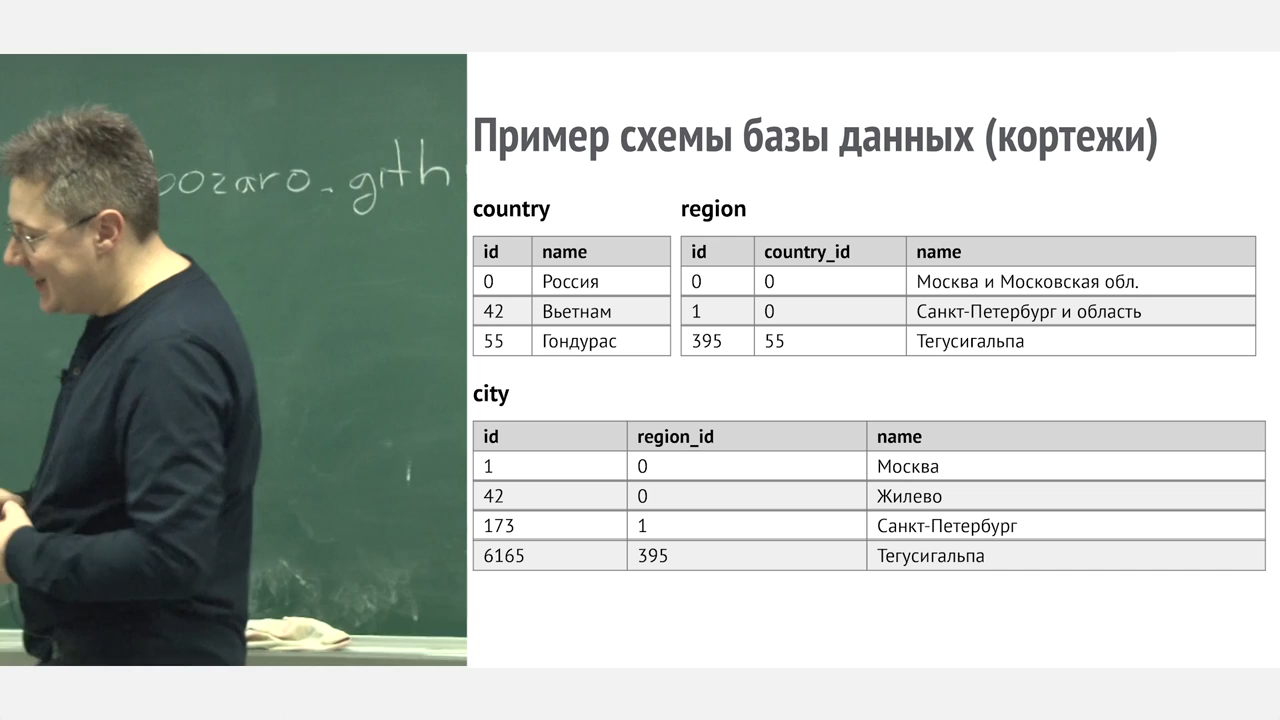 bozaro.gith
Пример схемы базы данных (кортежи)
country
id name
0 Россия
42 Вьетнам
55 Гондурас
region
id country_id name
0 0 Москва и Московская обл.
1 0 Санкт-Петербург и область
395 55 Тегусигальпа
city
id region_id name
1 0 Москва
42 0 Жилево
173 1 Санкт-Петербург
6165 395 Тегусигальпа